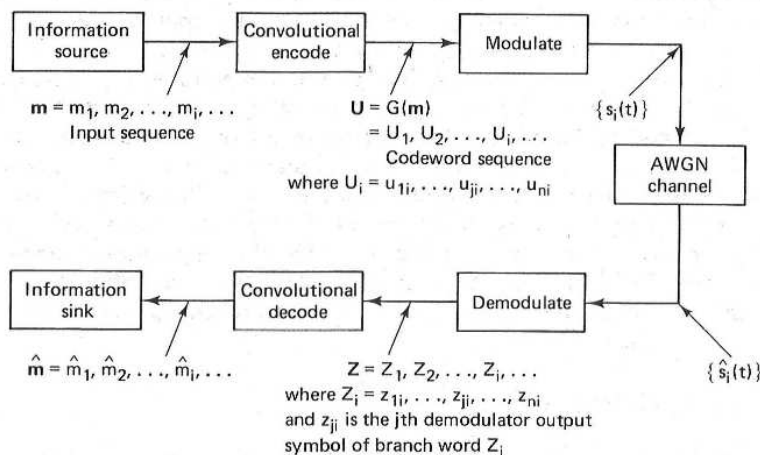 Information
source
Convolutional
encode
Modulate
m = m₁, m₂, . . ., mᵢ, . . .
Input sequence
U = G(m)
= U₁, U₂, . . ., Uᵢ, . . .
Codeword sequence
where Uᵢ = u₁ᵢ, . . ., uⱼᵢ, . . ., uₙᵢ
{sᵢ(t)}
AWGN
channel
Information
sink
Convolutional
decode
Demodulate
m̂ = m̂₁, m̂₂, . . ., m̂ᵢ, . . .
Z = Z₁, Z₂, . . ., Zᵢ, . . .
where Zᵢ = z₁ᵢ, . . ., zⱼᵢ, . . ., zₙᵢ
and zⱼᵢ is the jth demodulator output
symbol of branch word Zᵢ
{ŝᵢ(t)}